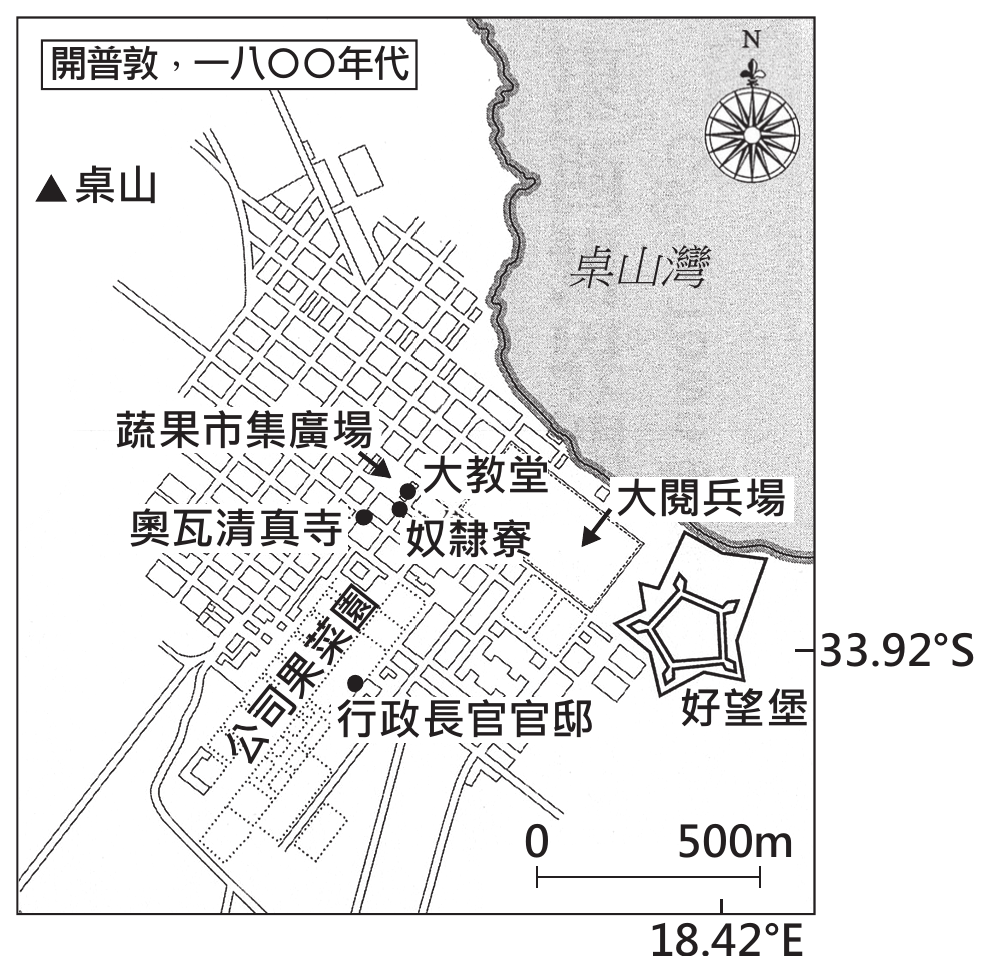 開普敦，一八〇〇年代
N
▲桌山
桌山灣
蔬果市集廣場
大教堂
大閱兵場
奧瓦清真寺
奴隸寮
公司果菜園
33.92°S
行政長官官邸
好望堡
0 500m
18.42°E